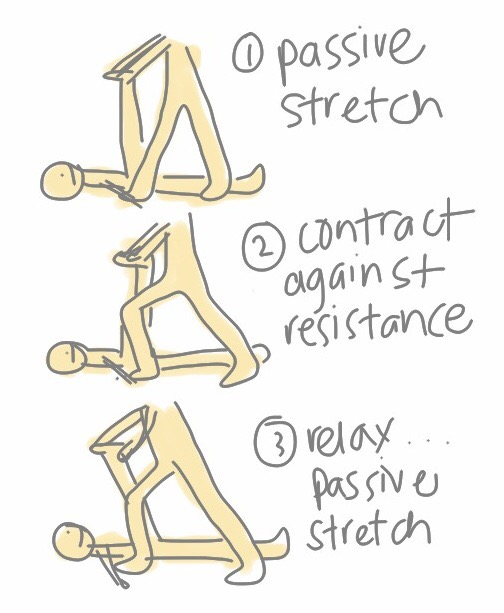 ① passive
stretch
② contract
against
resistance
③ relax...
passive
stretch